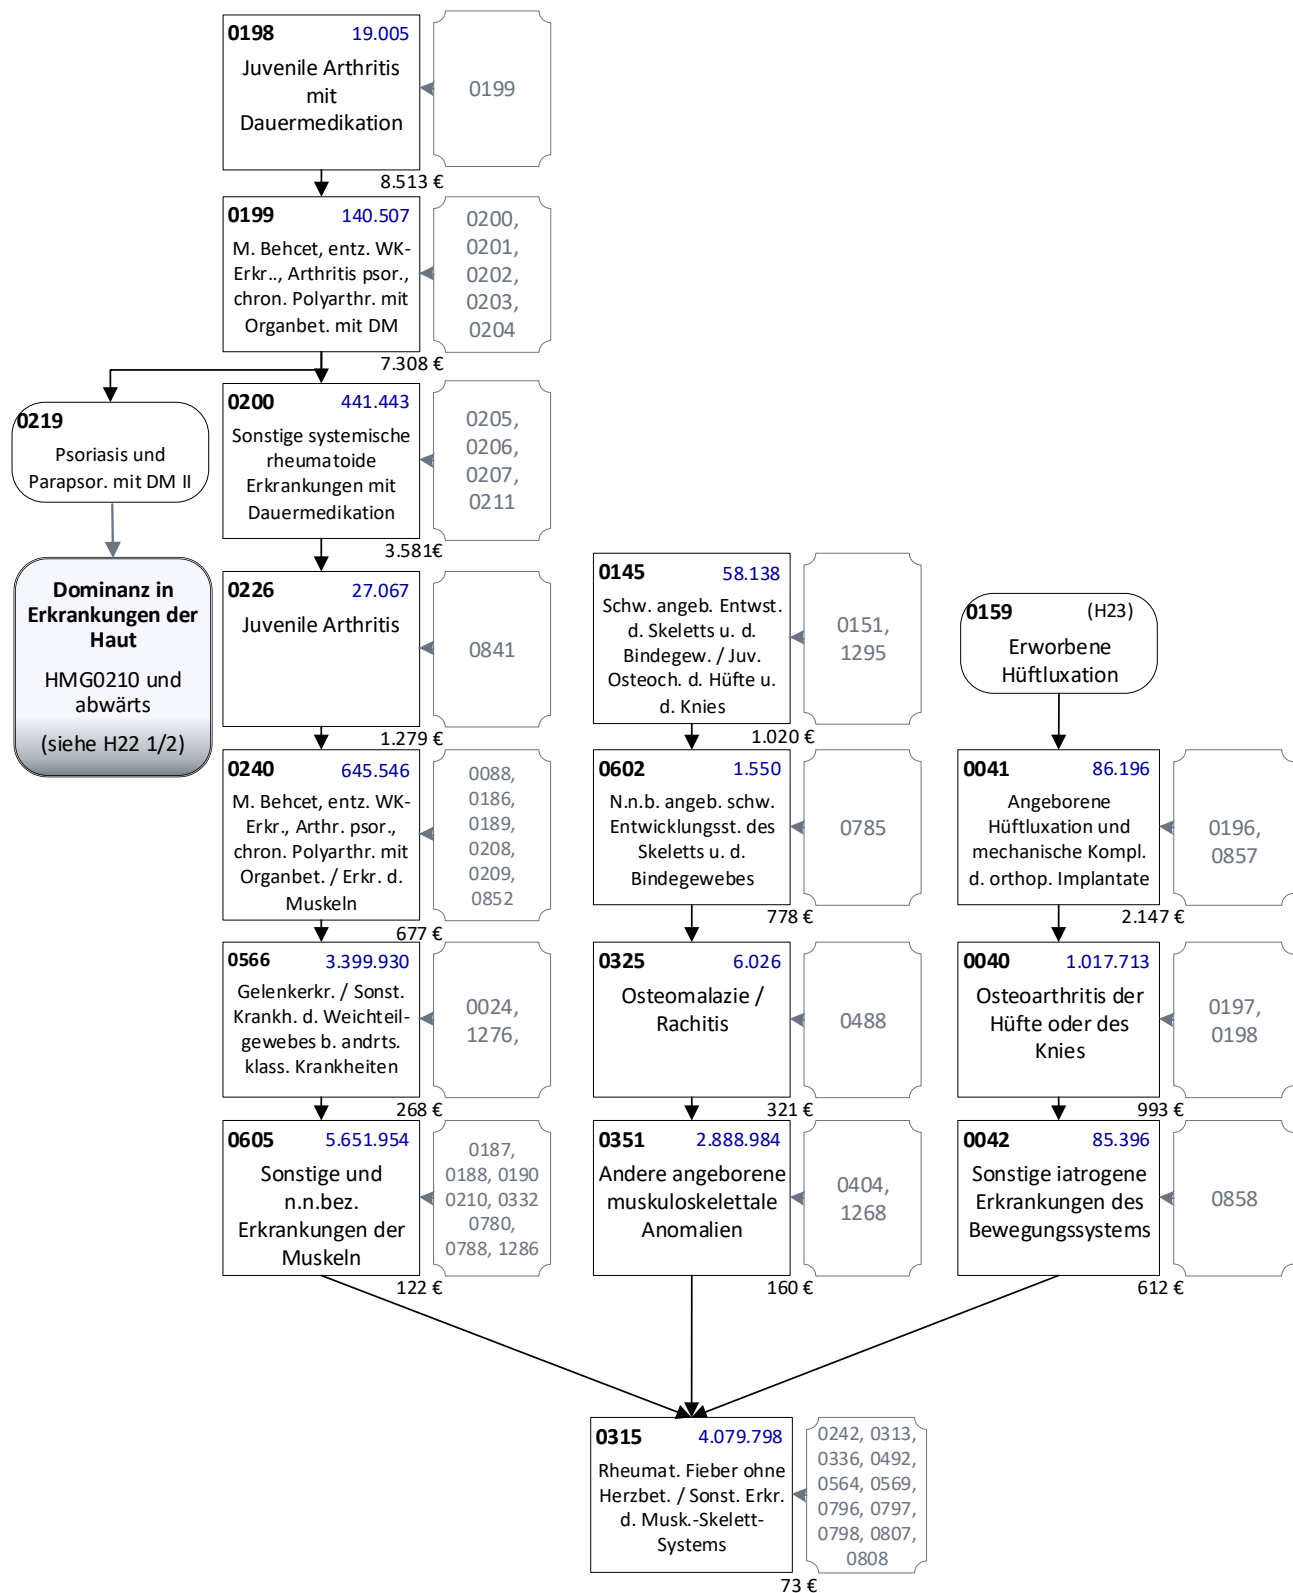 0198 19.005
Juvenile Arthritis
mit
Dauermedikation
0199
8.513 €
0199 140.507
M. Behcet, entz. WK-
Erkr.., Arthritis psor.,
chron. Polyarthr. mit
Organbet. mit DM
0200,
0201,
0202,
0203,
0204
7.308 €
0219
Psoriasis und
Parapsor. mit DM II
Dominanz in
Erkrankungen der
Haut
HMG0210 und
abwärts
(siehe H22 1/2)
0200 441.443
Sonstige systemische
rheumatoide
Erkrankungen mit
Dauermedikation
0205,
0206,
0207,
0211
3.581€
0226 27.067
Juvenile Arthritis
0841
1.279 €
0240 645.546
M. Behcet, entz. WK-
Erkr., Arthr. psor.,
chron. Polyarthr. mit
Organbet. / Erkr. d.
Muskeln
0088,
0186,
0189,
0208,
0209,
0852
677 €
0566 3.399.930
Gelenkerkr. / Sonst.
Krankh. d. Weichteil-
gewebes b. andrts.
klass. Krankheiten
0024,
1276,
268 €
0605 5.651.954
Sonstige und
n.n.bez.
Erkrankungen der
Muskeln
0187,
0188, 0190
0210, 0332
0780,
0788, 1286
122 €
0145 58.138
Schw. angeb. Entwst.
d. Skeletts u. d.
Bindegew. / Juv.
Osteoch. d. Hüfte u.
d. Knies
0151,
1295
1.020 €
0602 1.550
N.n.b. angeb. schw.
Entwicklungsst. des
Skeletts u. d.
Bindegewebes
0785
778 €
0325 6.026
Osteomalazie /
Rachitis
0488
321 €
0351 2.888.984
Andere angeborene
muskuloskelettale
Anomalien
0404,
1268
160 €
0159 (H23)
Erworbene
Hüftluxation
0041 86.196
Angeborene
Hüftluxation und
mechanische Kompl.
d. orthop. Implantate
0196,
0857
2.147 €
0040 1.017.713
Osteoarthritis der
Hüfte oder des
Knies
0197,
0198
993 €
0042 85.396
Sonstige iatrogene
Erkrankungen des
Bewegungssystems
0858
612 €
0315 4.079.798
Rheumat. Fieber ohne
Herzbet. / Sonst. Erkr.
d. Musk.-Skelett-
Systems
0242, 0313,
0336, 0492,
0564, 0569,
0796, 0797,
0798, 0807,
0808
73 €